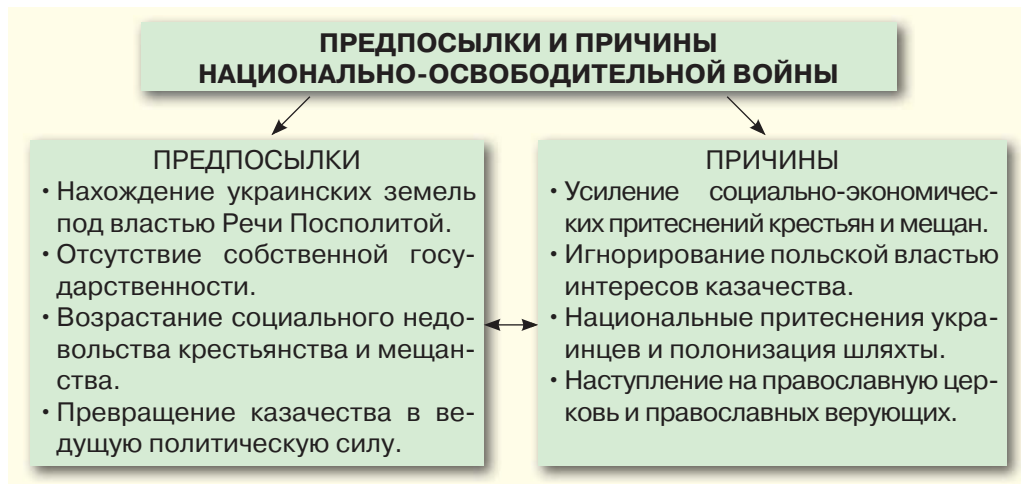 ПРЕДПОСЫЛКИ И ПРИЧИНЫ
НАЦИОНАЛЬНО-ОСВОБОДИТЕЛЬНОЙ ВОЙНЫ
ПРЕДПОСЫЛКИ
• Нахождение украинских земель
под властью Речи Посполитой.
• Отсутствие собственной госу-
дарственности.
• Возрастание социального недо-
вольства крестьянства и мещан-
ства.
• Превращение казачества в ве-
дущую политическую силу.
ПРИЧИНЫ
• Усиление социально-экономичес-
ких притеснений крестьян и мещан.
• Игнорирование польской властью
интересов казачества.
• Национальные притеснения укра-
инцев и полонизация шляхты.
• Наступление на православную цер-
ковь и православных верующих.